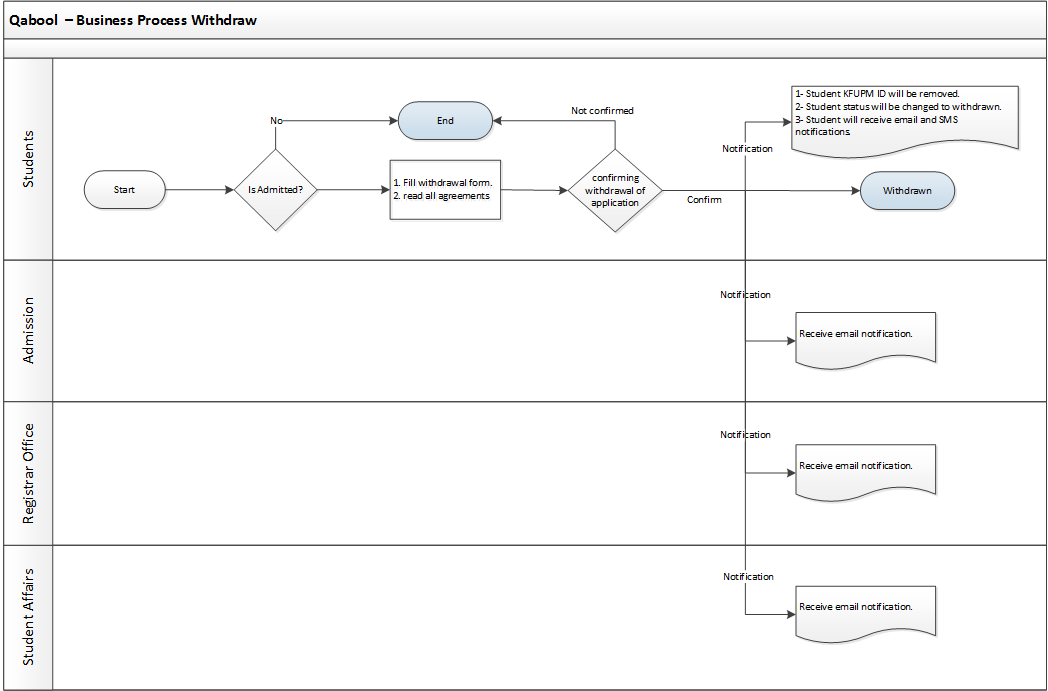 Qabool – Business Process Withdraw
Students
Start
Is Admitted?
No
End
1. Fill withdrawal form.
2. read all agreements
confirming
withdrawal of
application
Not confirmed
Confirm
Notification
1- Student KFUPM ID will be removed.
2- Student status will be changed to withdrawn.
3- Student will receive email and SMS
notifications.
Withdrawn
Admission
Notification
Receive email notification.
Registrar Office
Notification
Receive email notification.
Student Affairs
Notification
Receive email notification.